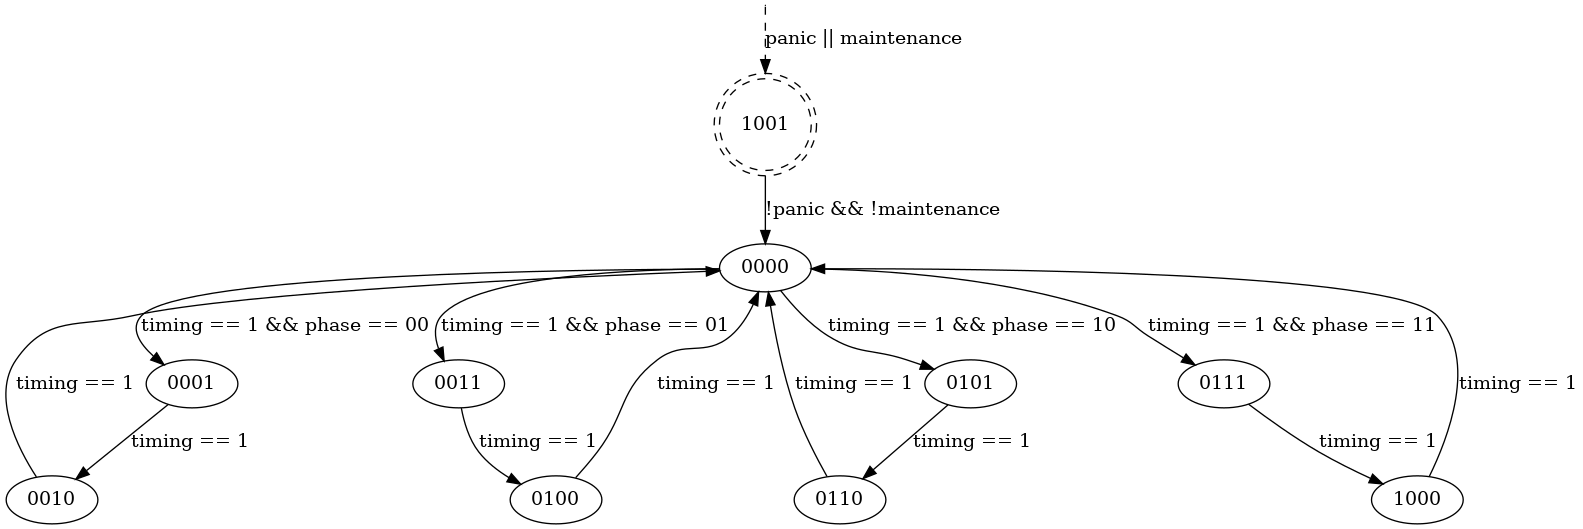 panic || maintenance
1001
!panic && !maintenance
0000
timing == 1 && phase == 00
timing == 1 && phase == 01
timing == 1 && phase == 10
timing == 1 && phase == 11
timing == 1
0001
0011
timing == 1
timing == 1
0101
0111
timing == 1
timing == 1
timing == 1
timing == 1
timing == 1
0010
0100
0110
1000